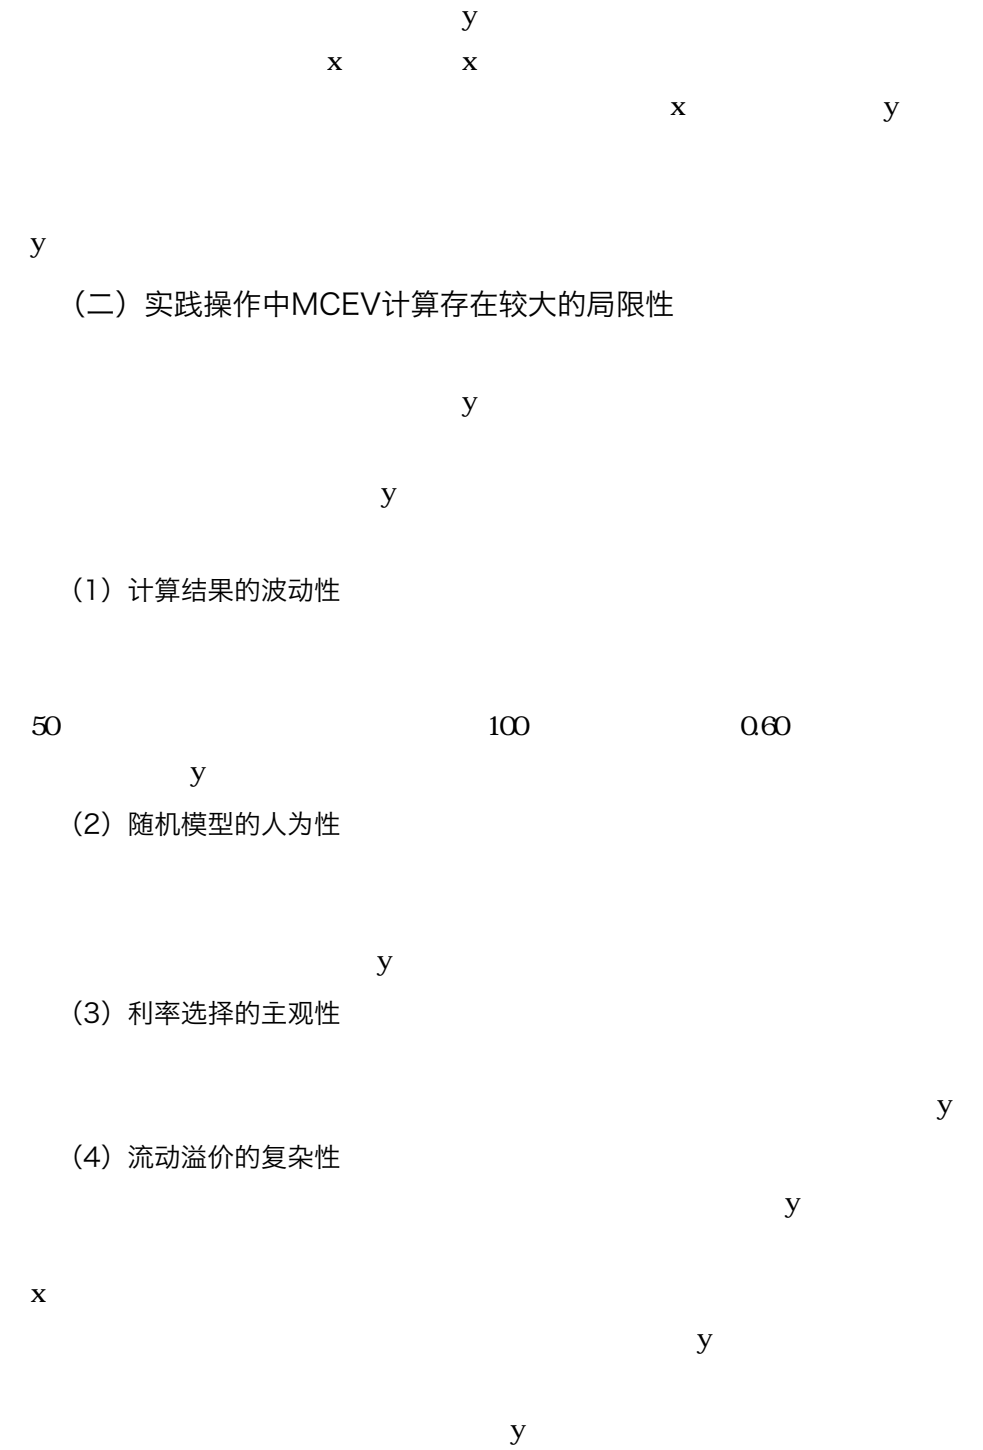 y
x x
x y
y
（二）实践操作中MCEV计算存在较大的局限性
y
y
（1）计算结果的波动性
50 100 0.60
y
（2）随机模型的人为性
y
（3）利率选择的主观性
y
（4）流动溢价的复杂性
y
x
y
y